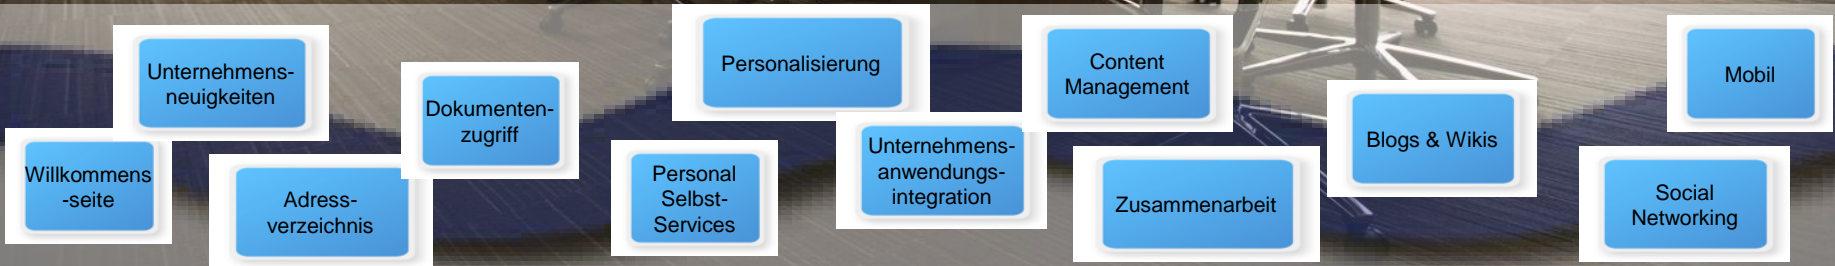 Willkommens
-seite
Unternehmens-
neuigkeiten
Adress-
verzeichnis
Dokumenten-
zugriff
Personal
Selbst-
Services
Personalisierung
Unternehmens-
anwendungs-
integration
Content
Management
Zusammenarbeit
Blogs & Wikis
Social
Networking
Mobil